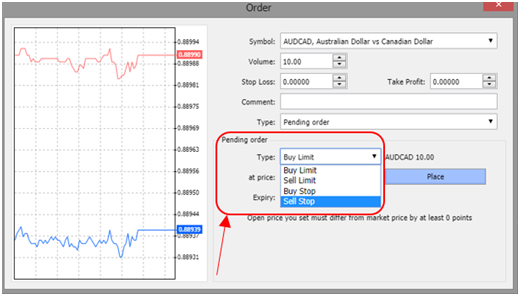 Order
Symbol: AUDCAD, Australian Dollar vs Canadian Dollar
Volume: 10.00
Stop Loss: 0.00000 Take Profit: 0.00000
Comment:
Type: Pending order
Pending order
Type: Buy Limit AUDCAD 10.00
Buy Limit
Sell Limit
Buy Stop
Sell Stop
at price: Place
Expiry:
Open price you set must differ from market price by at least 0 points
0.88994
0.88990
0.88988
0.88981
0.88975
0.88969
0.88963
0.88956
0.88950
0.88944
0.88939
0.88937
0.88931